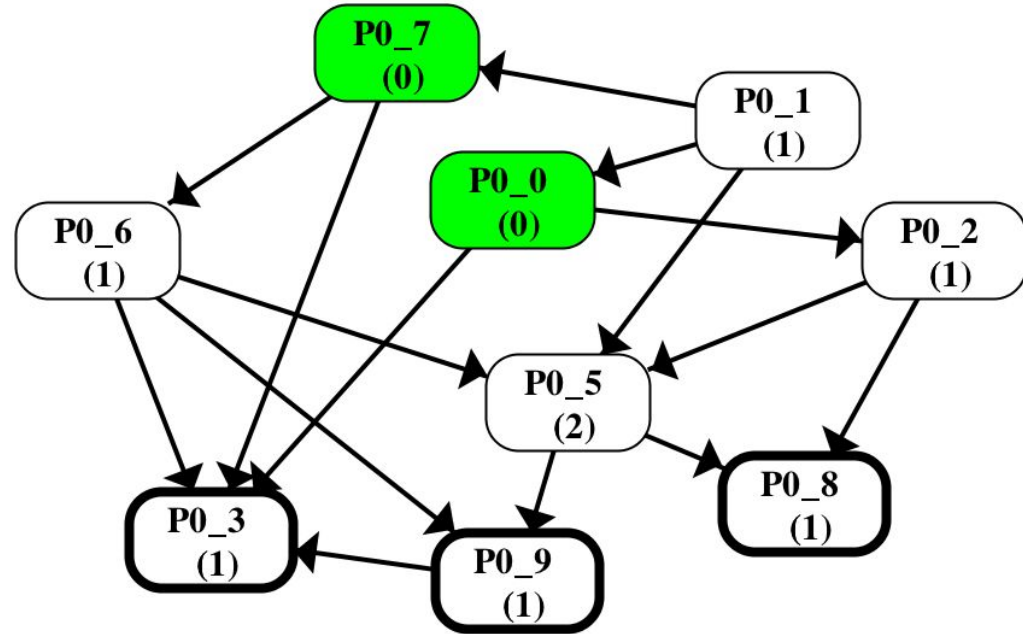 P0_7
(0)
P0_1
(1)
P0_0
(0)
P0_6
(1)
P0_2
(1)
P0_5
(2)
P0_8
(1)
P0_3
(1)
P0_9
(1)